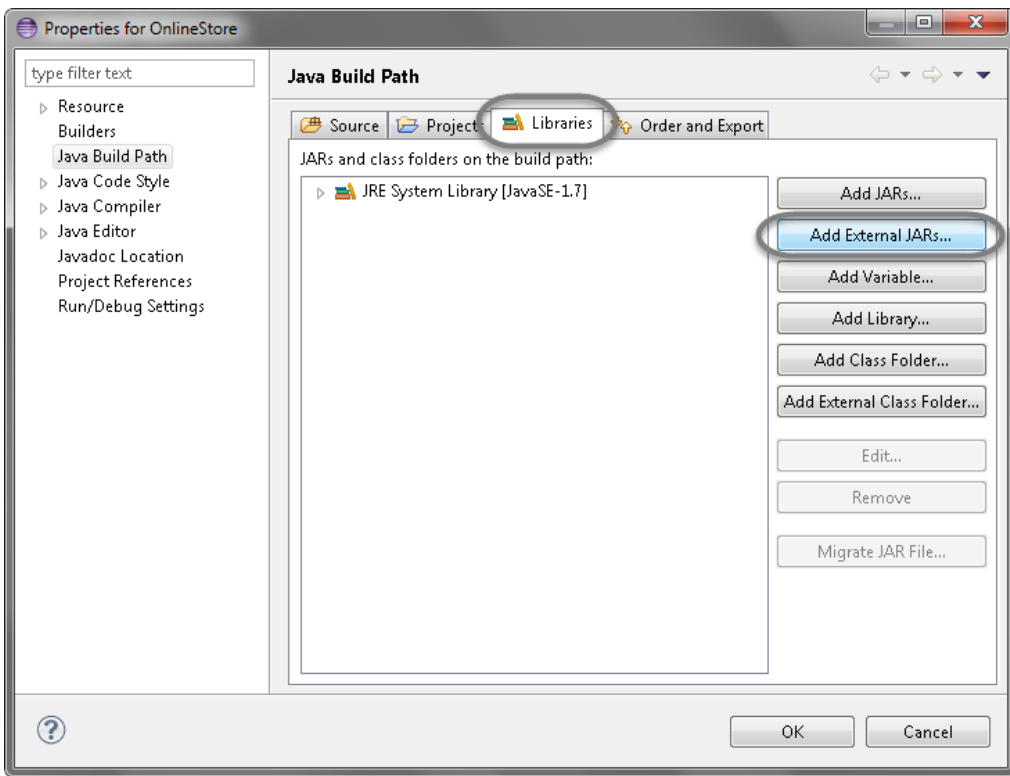 Properties for OnlineStore
type filter text
Resource
Builders
Java Build Path
Java Code Style
Java Compiler
Java Editor
Javadoc Location
Project References
Run/Debug Settings
Java Build Path
Source Projects Libraries Order and Export
JARs and class folders on the build path:
JRE System Library [JavaSE-1.7]
Add JARs...
Add External JARs...
Add Variable...
Add Library...
Add Class Folder...
Add External Class Folder...
Edit...
Remove
Migrate JAR File...
OK Cancel